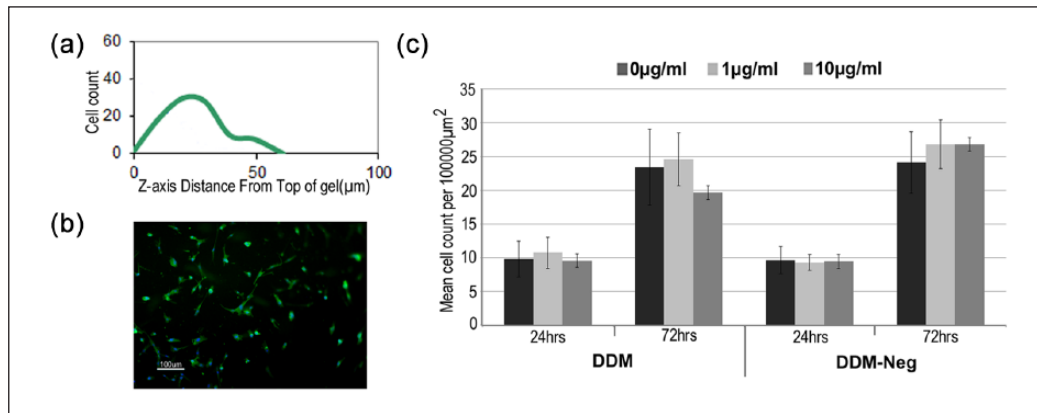 (a)
60
40
20
0
Cell count
0 50 100
Z-axis Distance From Top of gel(µm)
(b)
100um
(c)
0µg/ml 1µg/ml 10µg/ml
Mean cell count per 100000µm²
35
30
25
20
15
10
5
0
24hrs 72hrs 24hrs 72hrs
DDM DDM-Neg